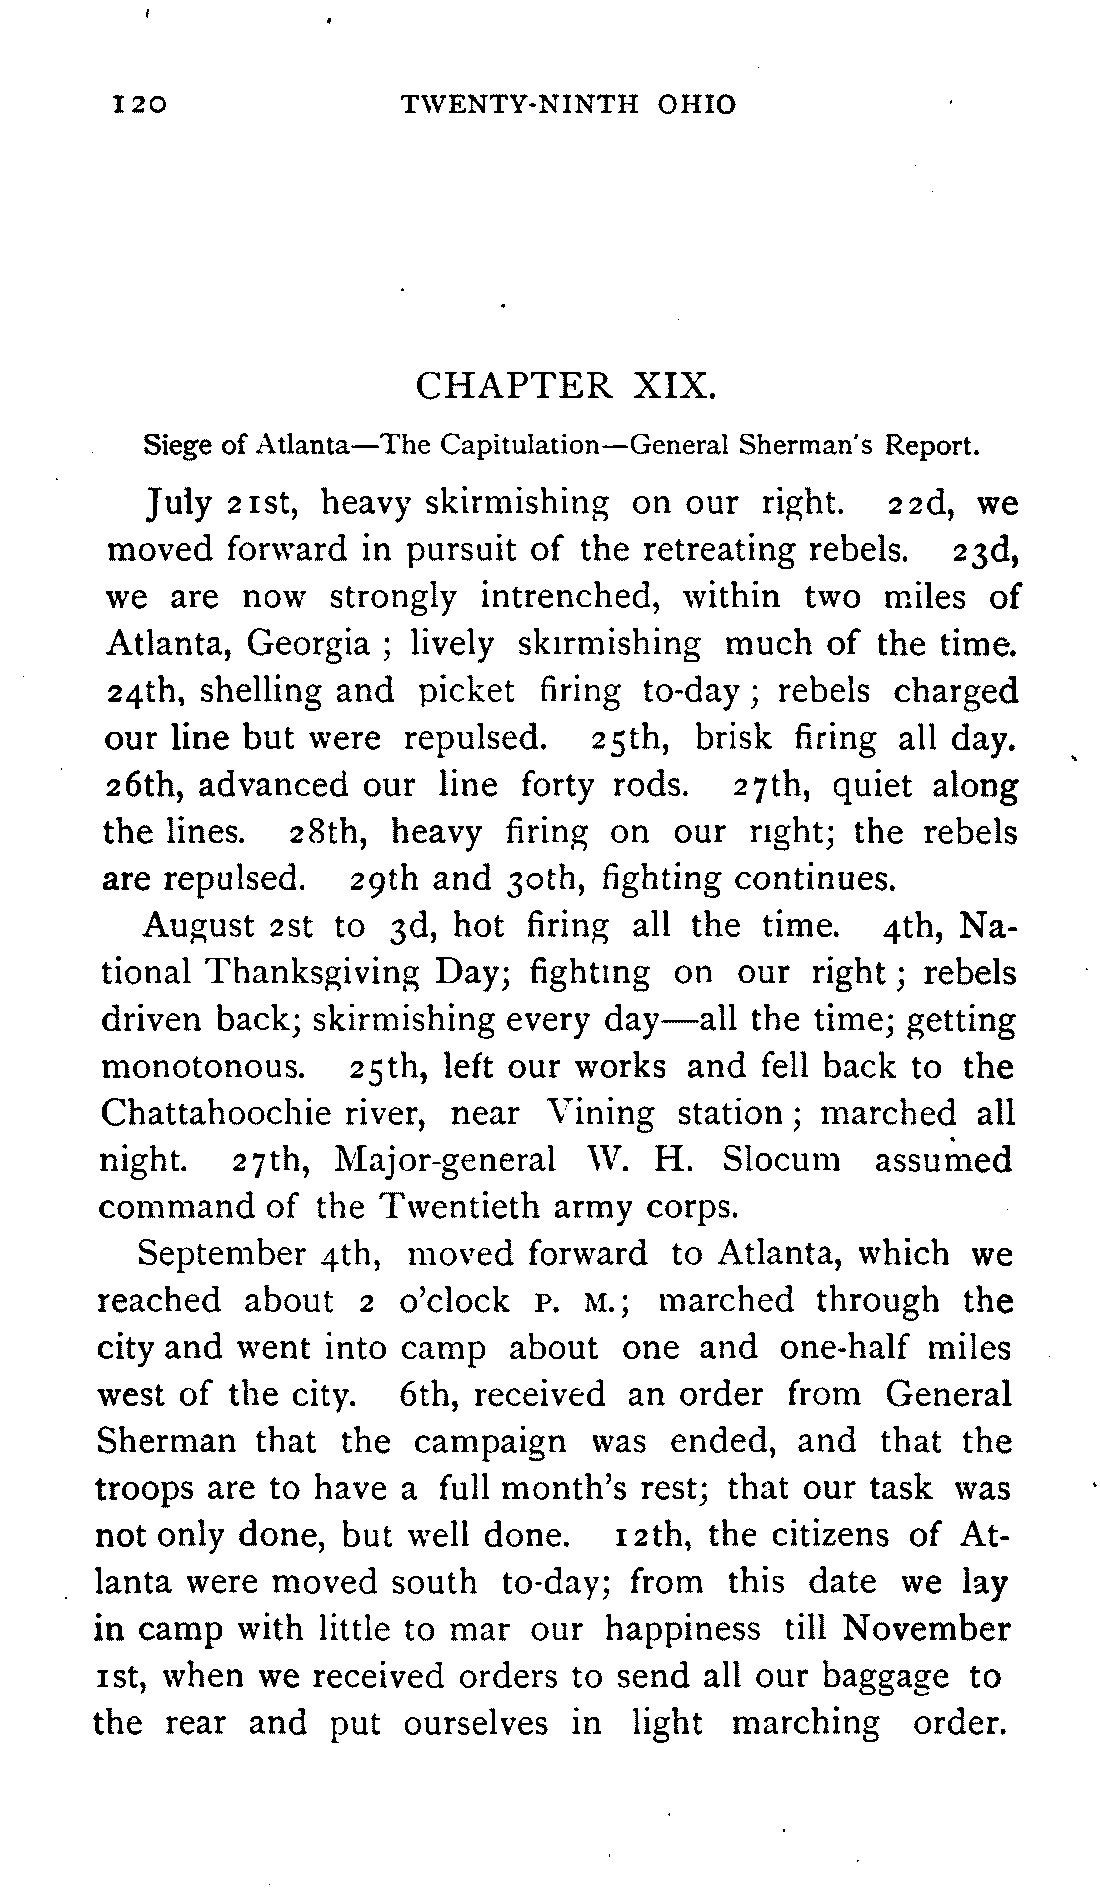 120 TWENTY-NINTH OHIO
CHAPTER XIX.
Siege of Atlanta—The Capitulation—General Sherman's Report.
July 21st, heavy skirmishing on our right. 22d, we
moved forward in pursuit of the retreating rebels. 23d,
we are now strongly intrenched, within two miles of
Atlanta, Georgia ; lively skirmishing much of the time.
24th, shelling and picket firing to-day ; rebels charged
our line but were repulsed. 25th, brisk firing all day.
26th, advanced our line forty rods. 27th, quiet along
the lines. 28th, heavy firing on our right; the rebels
are repulsed. 29th and 30th, fighting continues.
August 2st to 3d, hot firing all the time. 4th, Na-
tional Thanksgiving Day; fighting on our right ; rebels
driven back; skirmishing every day—all the time; getting
monotonous. 25th, left our works and fell back to the
Chattahoochie river, near Vining station ; marched all
night. 27th, Major-general W. H. Slocum assumed
command of the Twentieth army corps.
September 4th, moved forward to Atlanta, which we
reached about 2 o'clock P. M.; marched through the
city and went into camp about one and one-half miles
west of the city. 6th, received an order from General
Sherman that the campaign was ended, and that the
troops are to have a full month's rest; that our task was
not only done, but well done. 12th, the citizens of At-
lanta were moved south to-day; from this date we lay
in camp with little to mar our happiness till November
1st, when we received orders to send all our baggage to
the rear and put ourselves in light marching order.